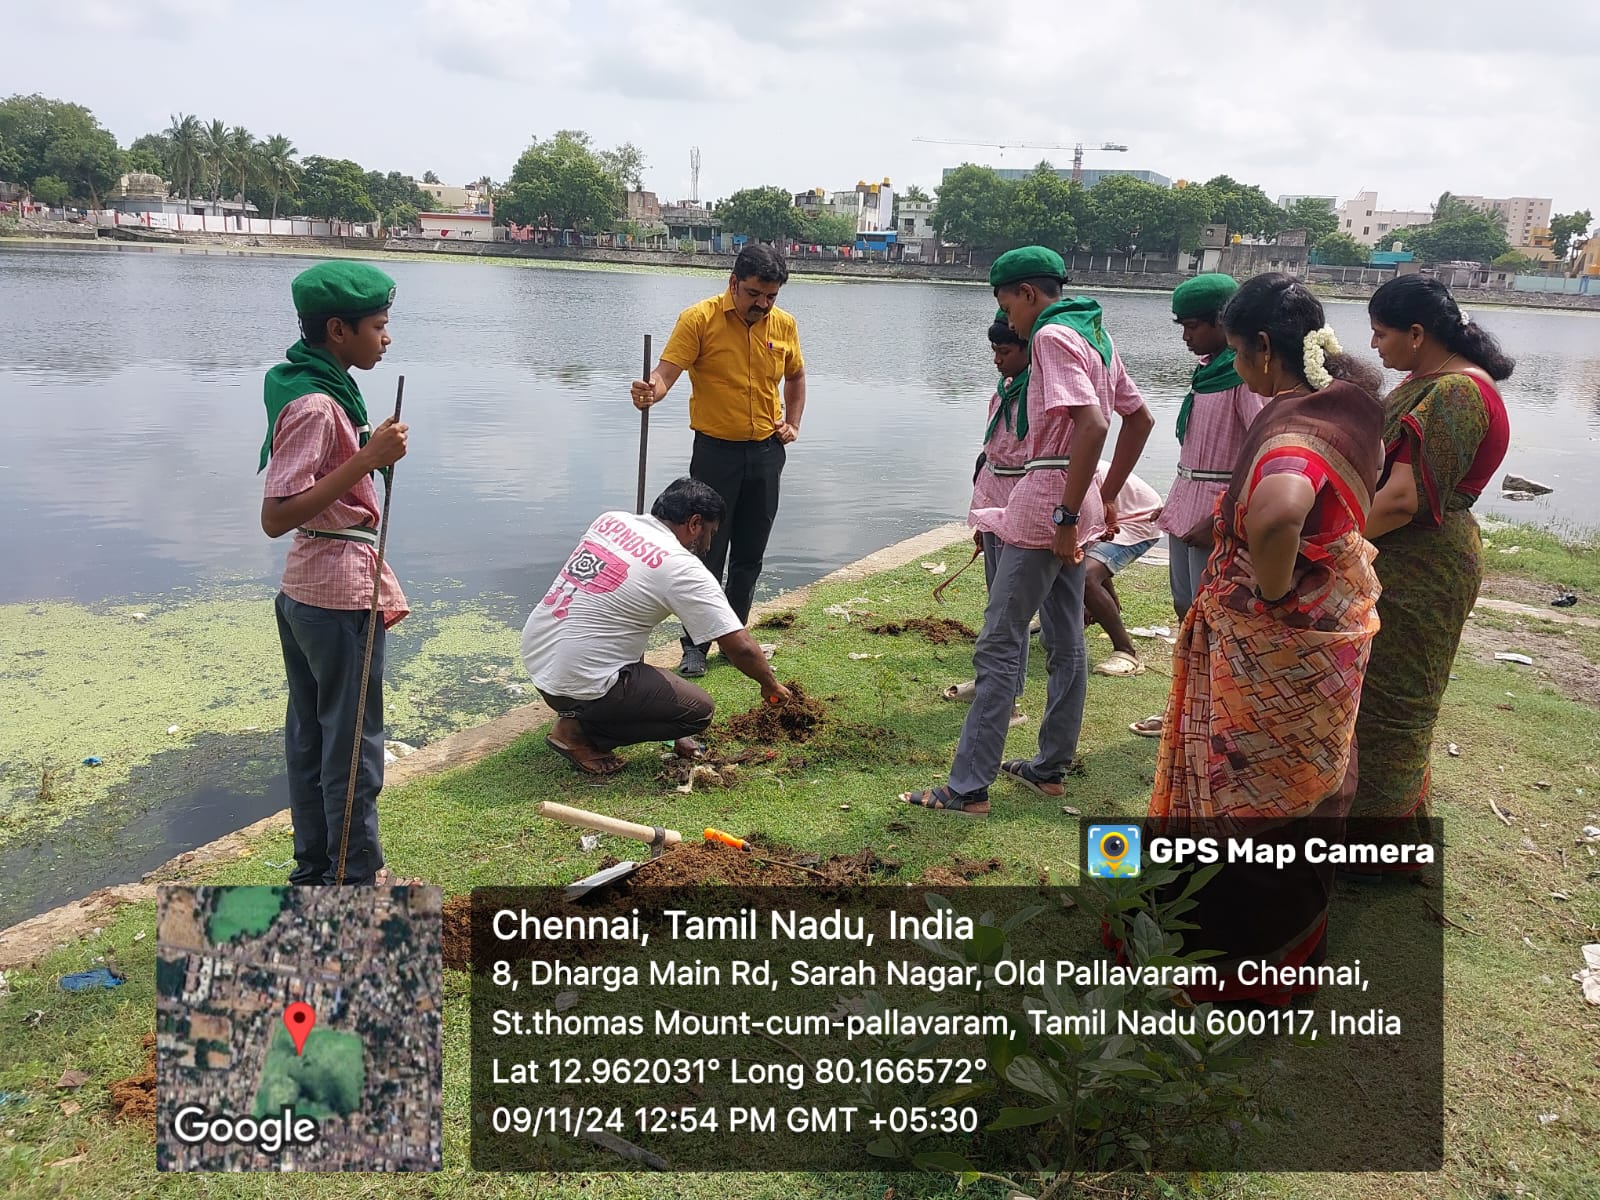 HYPNOSIS
GPS Map Camera
Chennai, Tamil Nadu, India
8, Dharga Main Rd, Sarah Nagar, Old Pallavaram, Chennai,
St.thomas Mount-cum-pallavaram, Tamil Nadu 600117, India
Lat 12.962031° Long 80.166572°
09/11/24 12:54 PM GMT +05:30
Google